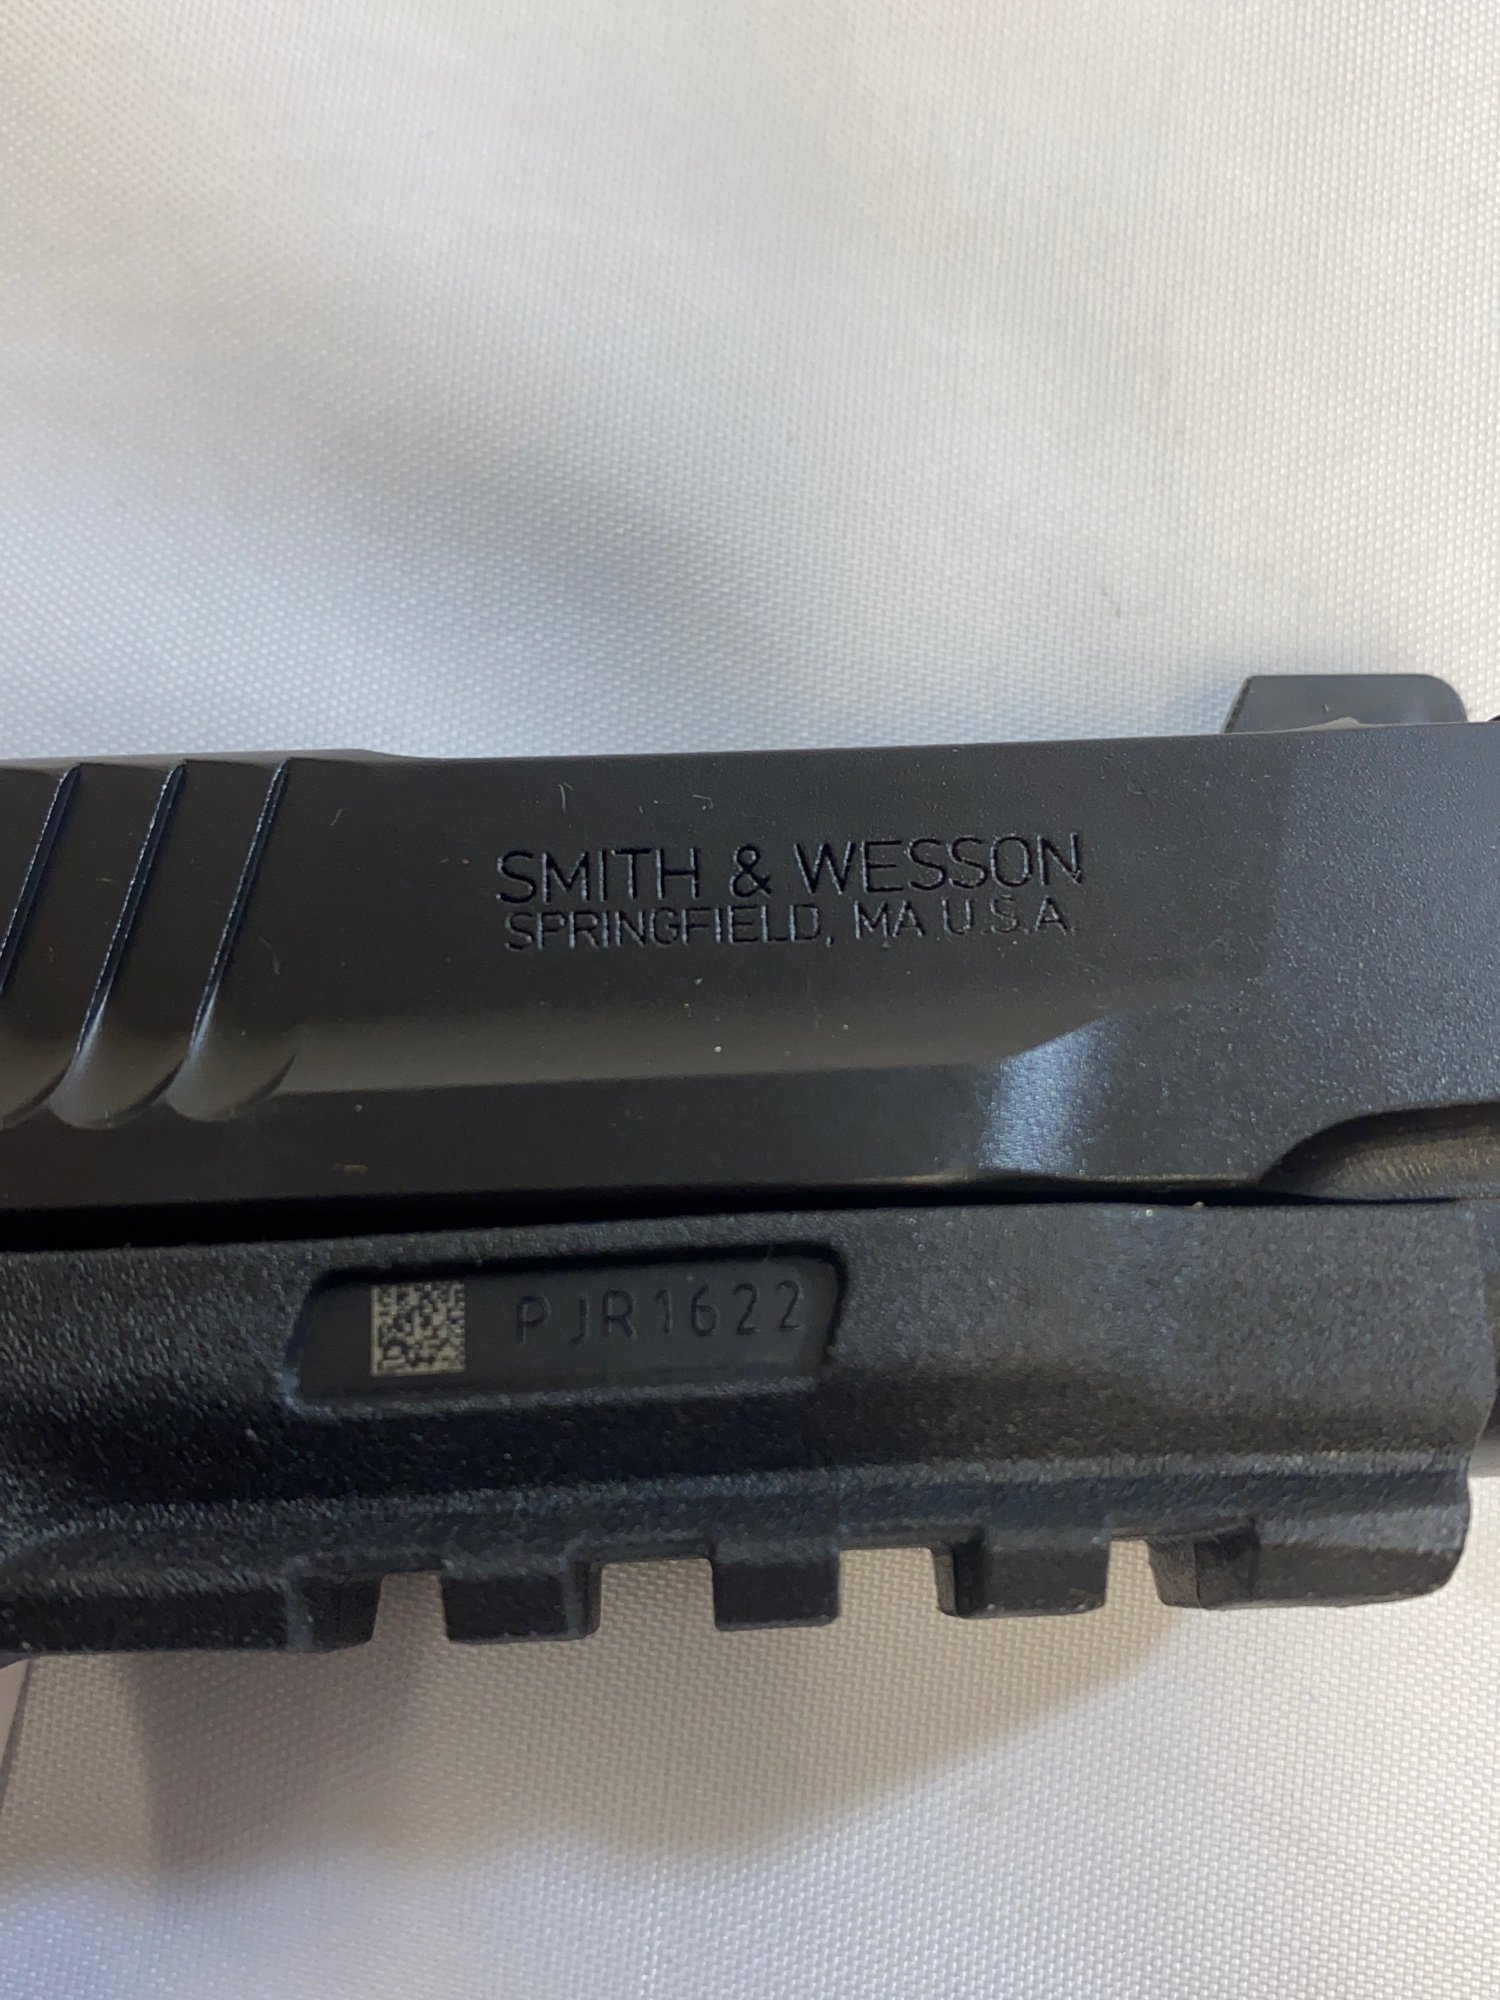 SMITH & WESSON
SPRINGFIELD, MA U.S.A.
PJR1622